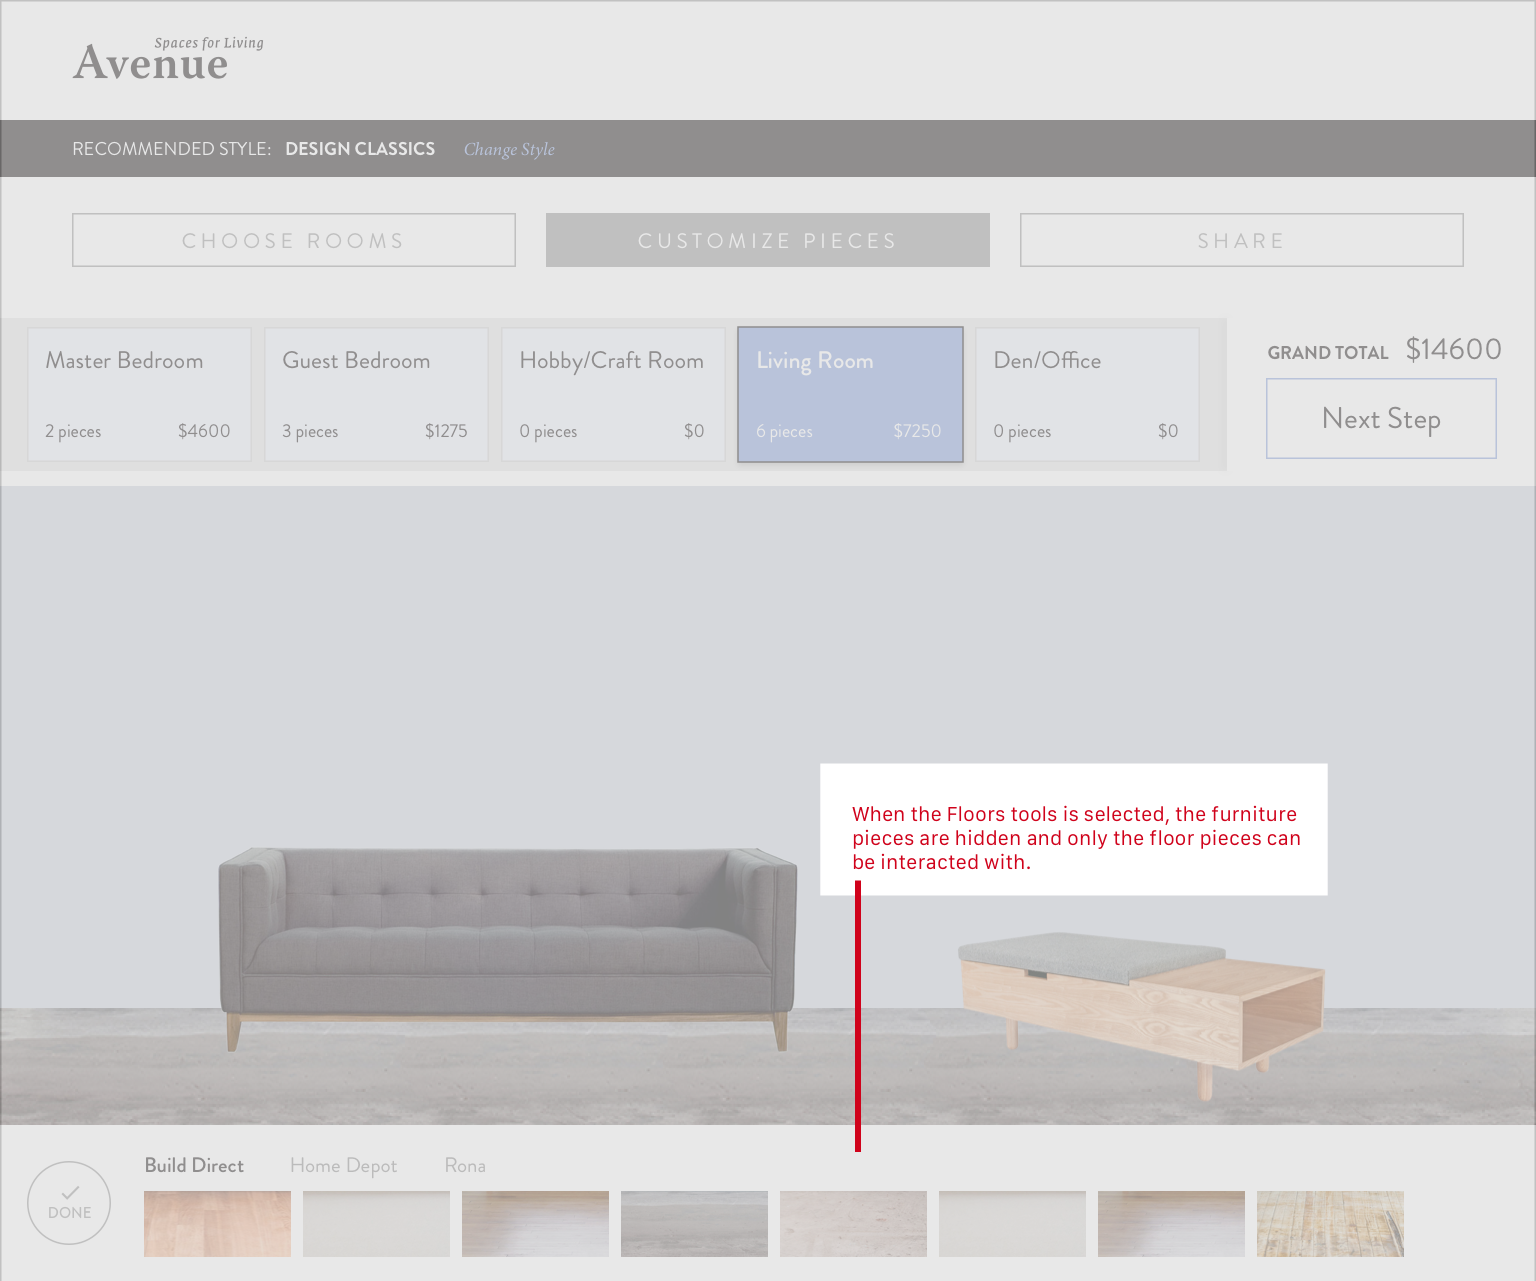 Spaces for Living
Avenue
RECOMMENDED STYLE: DESIGN CLASSICS Change Style
CHOOSE ROOMS
CUSTOMIZE PIECES
SHARE
Master Bedroom
2 pieces $4600
Guest Bedroom
3 pieces $1275
Hobby/Craft Room
0 pieces $0
Living Room
6 pieces $7250
Den/Office
0 pieces $0
GRAND TOTAL $14600
Next Step
When the Floors tools is selected, the furniture
pieces are hidden and only the floor pieces can
be interacted with.
DONE
Build Direct Home Depot Rona